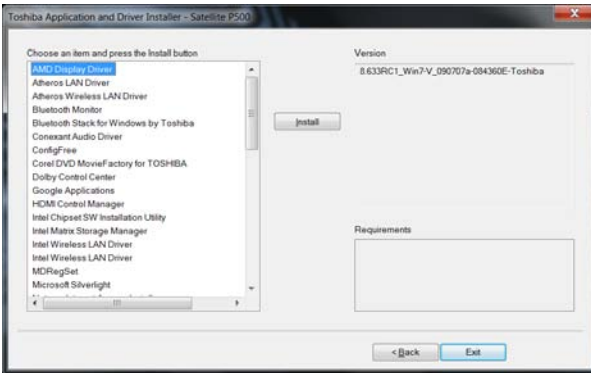 Toshiba Application and Driver Installer - Satellite P500
Choose an item and press the Install button
AMD Display Driver
Atheros LAN Driver
Atheros Wireless LAN Driver
Bluetooth Monitor
Bluetooth Stack for Windows by Toshiba
Conexant Audio Driver
ConfigFree
Corel DVD MovieFactory for TOSHIBA
Dolby Control Center
Google Applications
HDMI Control Manager
Intel Chipset SW Installation Utility
Intel Matrix Storage Manager
Intel Wireless LAN Driver
Intel Wireless LAN Driver
MDRegSet
Microsoft Silverlight
Install
Version
8.633RC1_Win7-V_090707a-084360E-Toshiba
Requirements
< Back
Exit